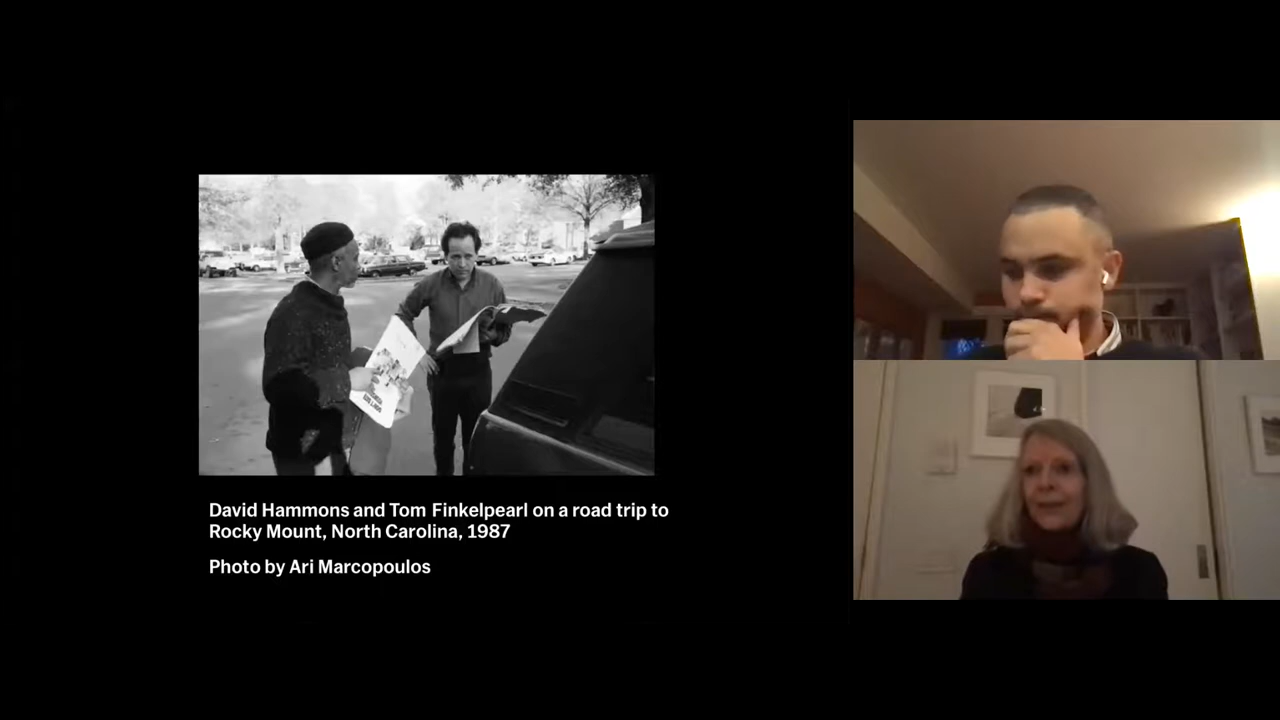 David Hammons and Tom Finkelpearl on a road trip to
Rocky Mount, North Carolina, 1987
Photo by Ari Marcopoulos